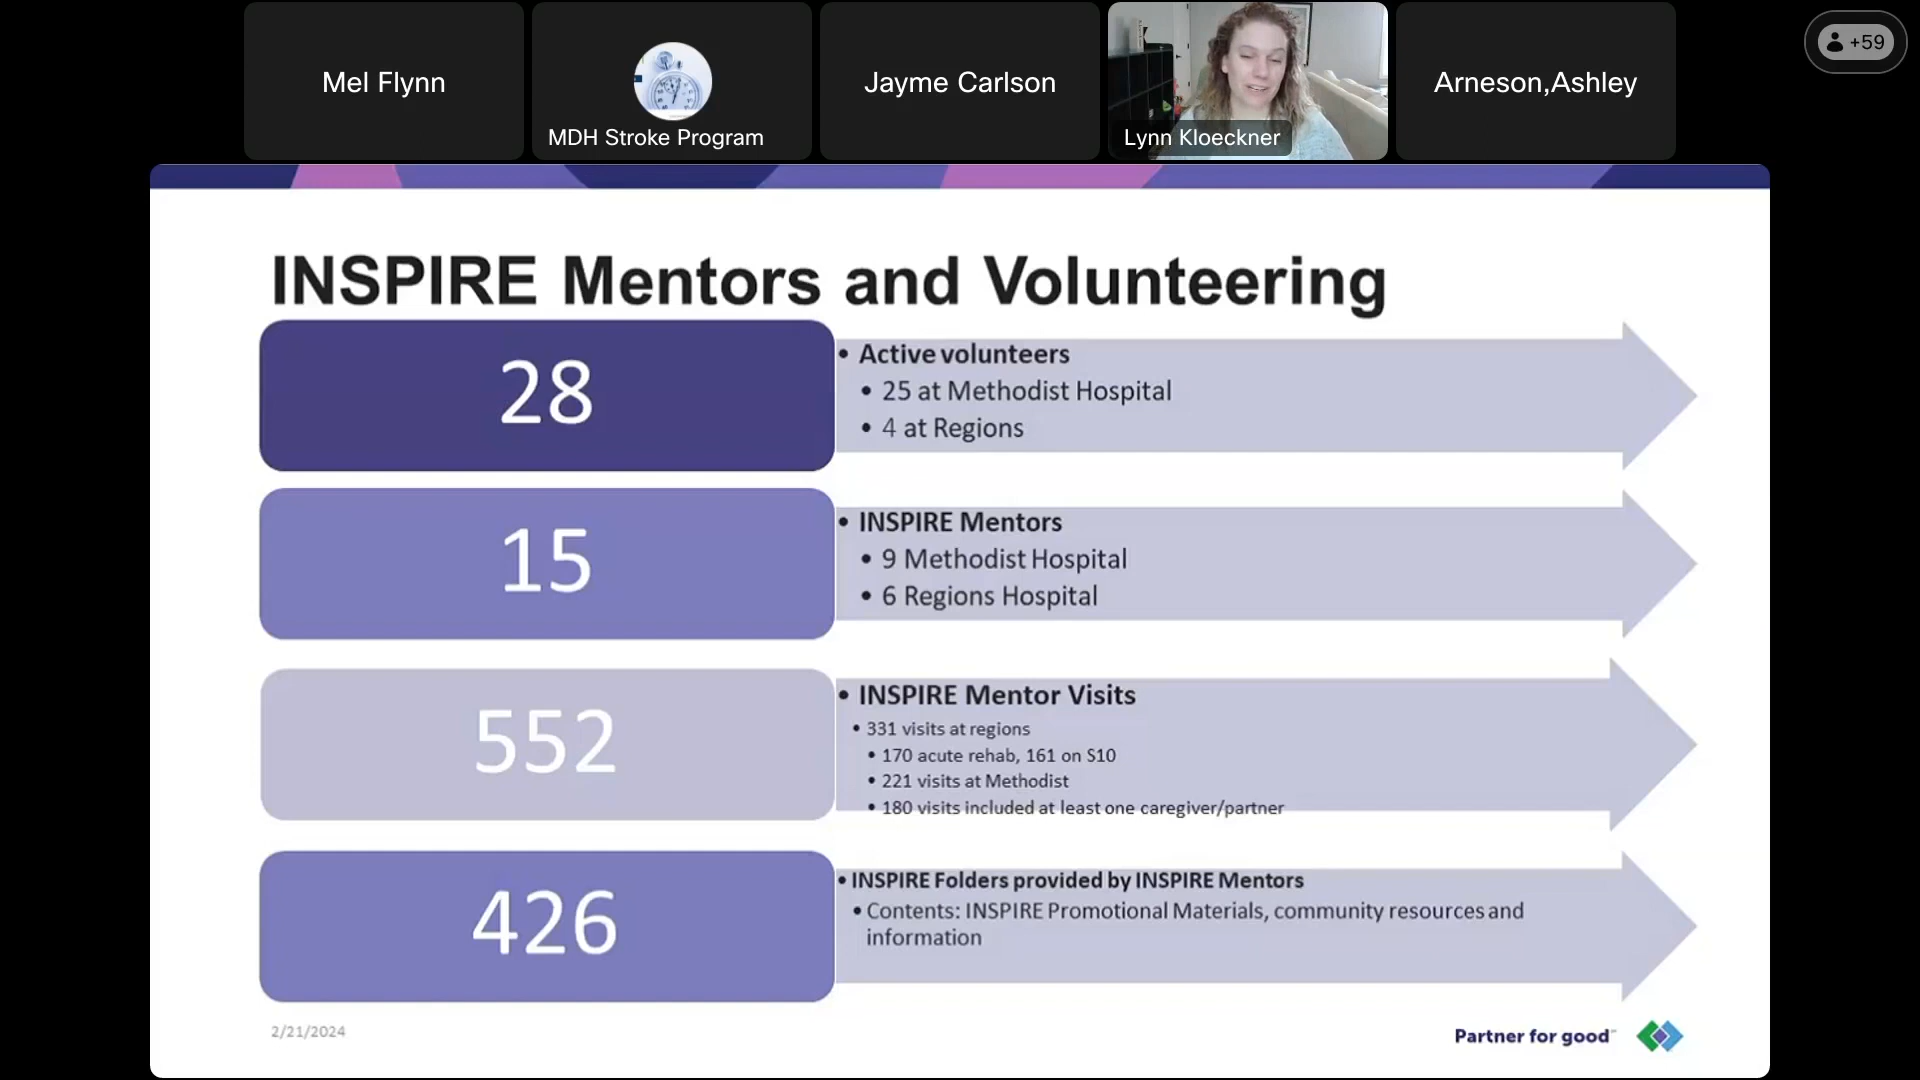 Mel Flynn
MDH Stroke Program
Jayme Carlson
Lynn Kloeckner
Arneson,Ashley
+59
INSPIRE Mentors and Volunteering
28
• Active volunteers
• 25 at Methodist Hospital
• 4 at Regions
15
• INSPIRE Mentors
• 9 Methodist Hospital
• 6 Regions Hospital
552
• INSPIRE Mentor Visits
• 331 visits at regions
• 170 acute rehab, 161 on S10
• 221 visits at Methodist
• 180 visits included at least one caregiver/partner
426
• INSPIRE Folders provided by INSPIRE Mentors
• Contents: INSPIRE Promotional Materials, community resources and
information
2/21/2024
Partner for good